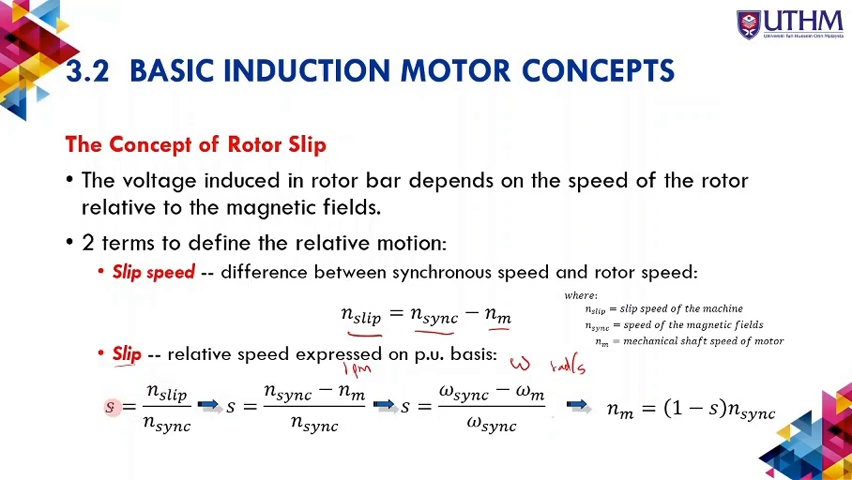 UTHM
Universiti Tun Hussein Onn Malaysia
3.2 BASIC INDUCTION MOTOR CONCEPTS
The Concept of Rotor Slip
• The voltage induced in rotor bar depends on the speed of the rotor
relative to the magnetic fields.
• 2 terms to define the relative motion:
• Slip speed -- difference between synchronous speed and rotor speed:
n_slip = n_sync − n_m
where:
n_slip = slip speed of the machine
n_sync = speed of the magnetic fields
n_m = mechanical shaft speed of motor
• Slip -- relative speed expressed on p.u. basis:
rpm ω rad/s
s = n_slip / n_sync ⇒ s = (n_sync − n_m) / n_sync ⇒ s = (ω_sync − ω_m) / ω_sync ⇒ n_m = (1 − s)n_sync